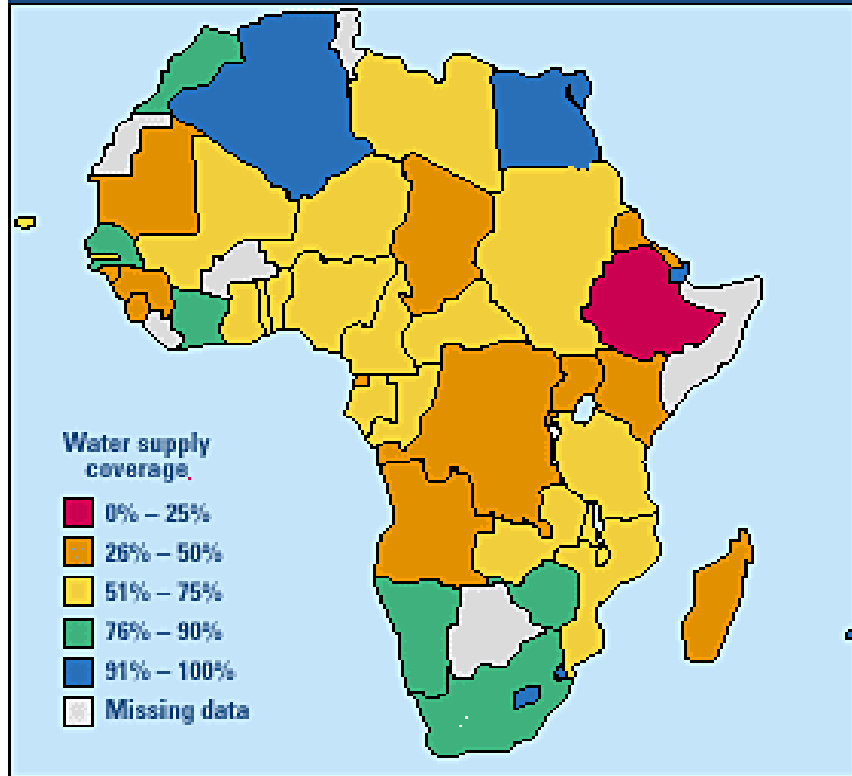 Water supply
coverage.
0% – 25%
26% – 50%
51% – 75%
76% – 90%
91% – 100%
Missing data